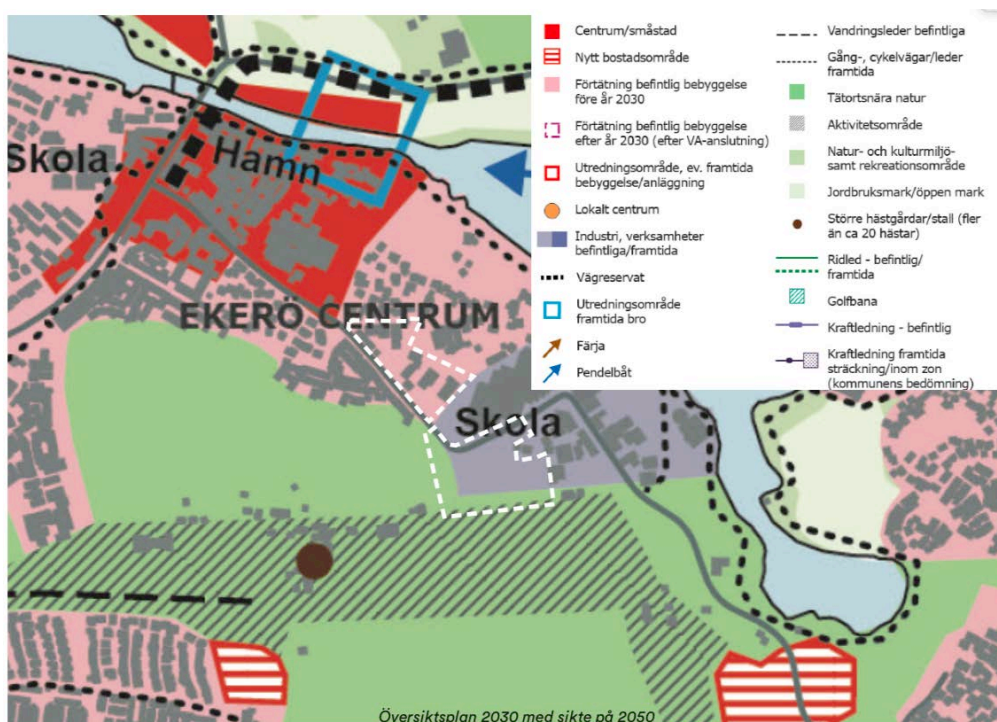 Skola
Hamn
EKERÖ CENTRUM
Skola
Översiktsplan 2030 med sikte på 2050
Centrum/småstad
Nytt bostadsområde
Förtätning befintlig bebyggelse
före år 2030
Förtätning befintlig bebyggelse
efter år 2030 (efter VA-anslutning)
Utredningsområde, ev. framtida
bebyggelse/anläggning
Lokalt centrum
Industri, verksamheter
befintliga/framtida
Vägreservat
Utredningsområde
framtida bro
Färja
Pendelbåt
Vandringsleder befintliga
Gång-, cykelvägar/leder
framtida
Tätortsnära natur
Aktivitetsområde
Natur- och kulturmiljö-
samt rekreationsområde
Jordbruksmark/öppen mark
Större hästgårdar/stall (fler
än ca 20 hästar)
Ridled - befintlig/
framtida
Golfbana
Kraftledning - befintlig
Kraftledning framtida
sträckning/inom zon
(kommunens bedömning)